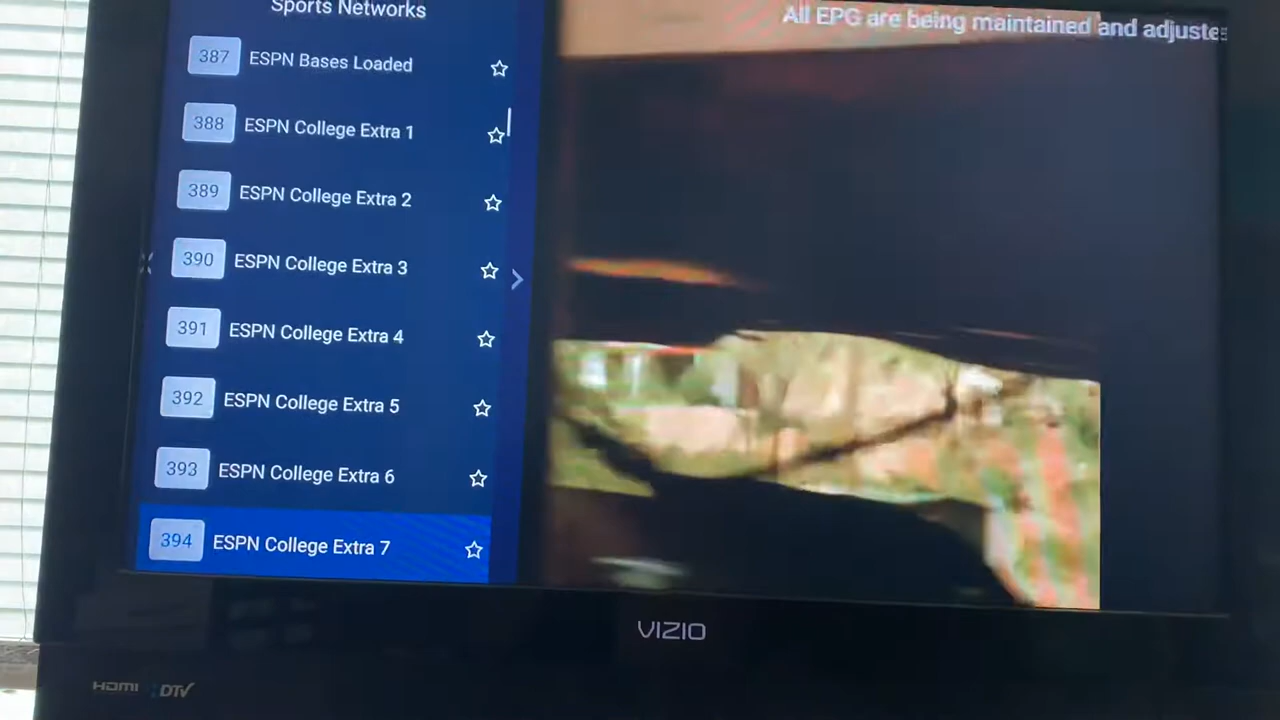 Sports Networks
All EPG are being maintained and adjuste
387 ESPN Bases Loaded
388 ESPN College Extra 1
389 ESPN College Extra 2
390 ESPN College Extra 3
391 ESPN College Extra 4
392 ESPN College Extra 5
393 ESPN College Extra 6
394 ESPN College Extra 7
VIZIO
HDMI DTV